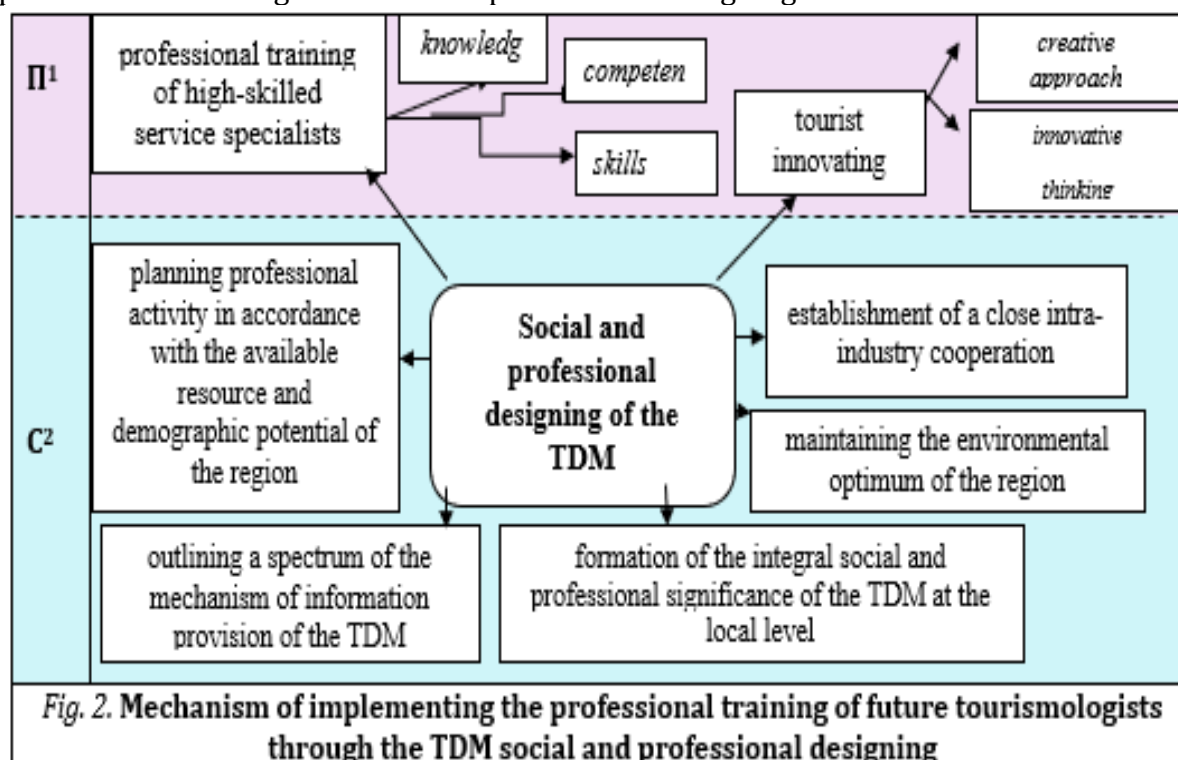 П¹
professional training
of high-skilled
service specialists
knowledg
competen
skills
tourist
innovating
creative
approach
innovative
thinking
С²
planning professional
activity in accordance
with the available
resource and
demographic potential of
the region
Social and
professional
designing of the
TDM
establishment of a close intra-
industry cooperation
maintaining the environmental
optimum of the region
outlining a spectrum of the
mechanism of information
provision of the TDM
formation of the integral social and
professional significance of the TDM at the
local level
Fig. 2. Mechanism of implementing the professional training of future tourismologists
through the TDM social and professional designing